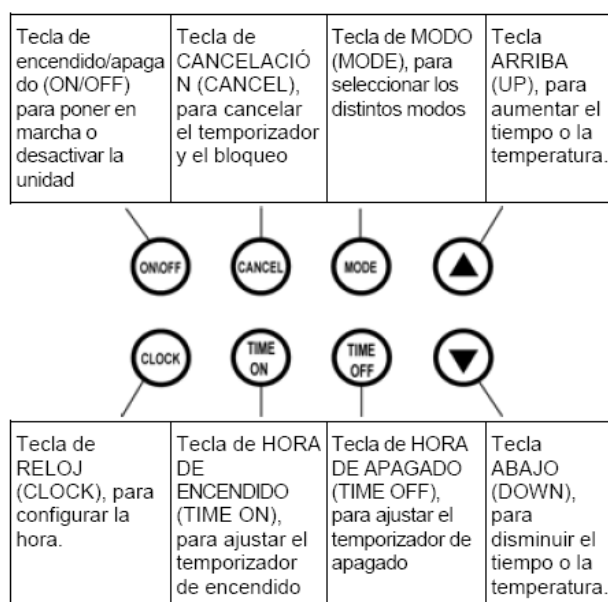 Tecla de
encendido/apaga
do (ON/OFF)
para poner en
marcha o
desactivar la
unidad
Tecla de
CANCELACIÓ
N (CANCEL),
para cancelar
el temporizador
y el bloqueo
Tecla de MODO
(MODE), para
seleccionar los
distintos modos
Tecla
ARRIBA
(UP), para
aumentar el
tiempo o la
temperatura.
ON\OFF
CANCEL
MODE
CLOCK
TIME
ON
TIME
OFF
Tecla de
RELOJ
(CLOCK), para
configurar la
hora.
Tecla de HORA
DE
ENCENDIDO
(TIME ON),
para ajustar el
temporizador
de encendido
Tecla de HORA
DE APAGADO
(TIME OFF),
para ajustar el
temporizador de
apagado
Tecla
ABAJO
(DOWN),
para
disminuir el
tiempo o la
temperatura.